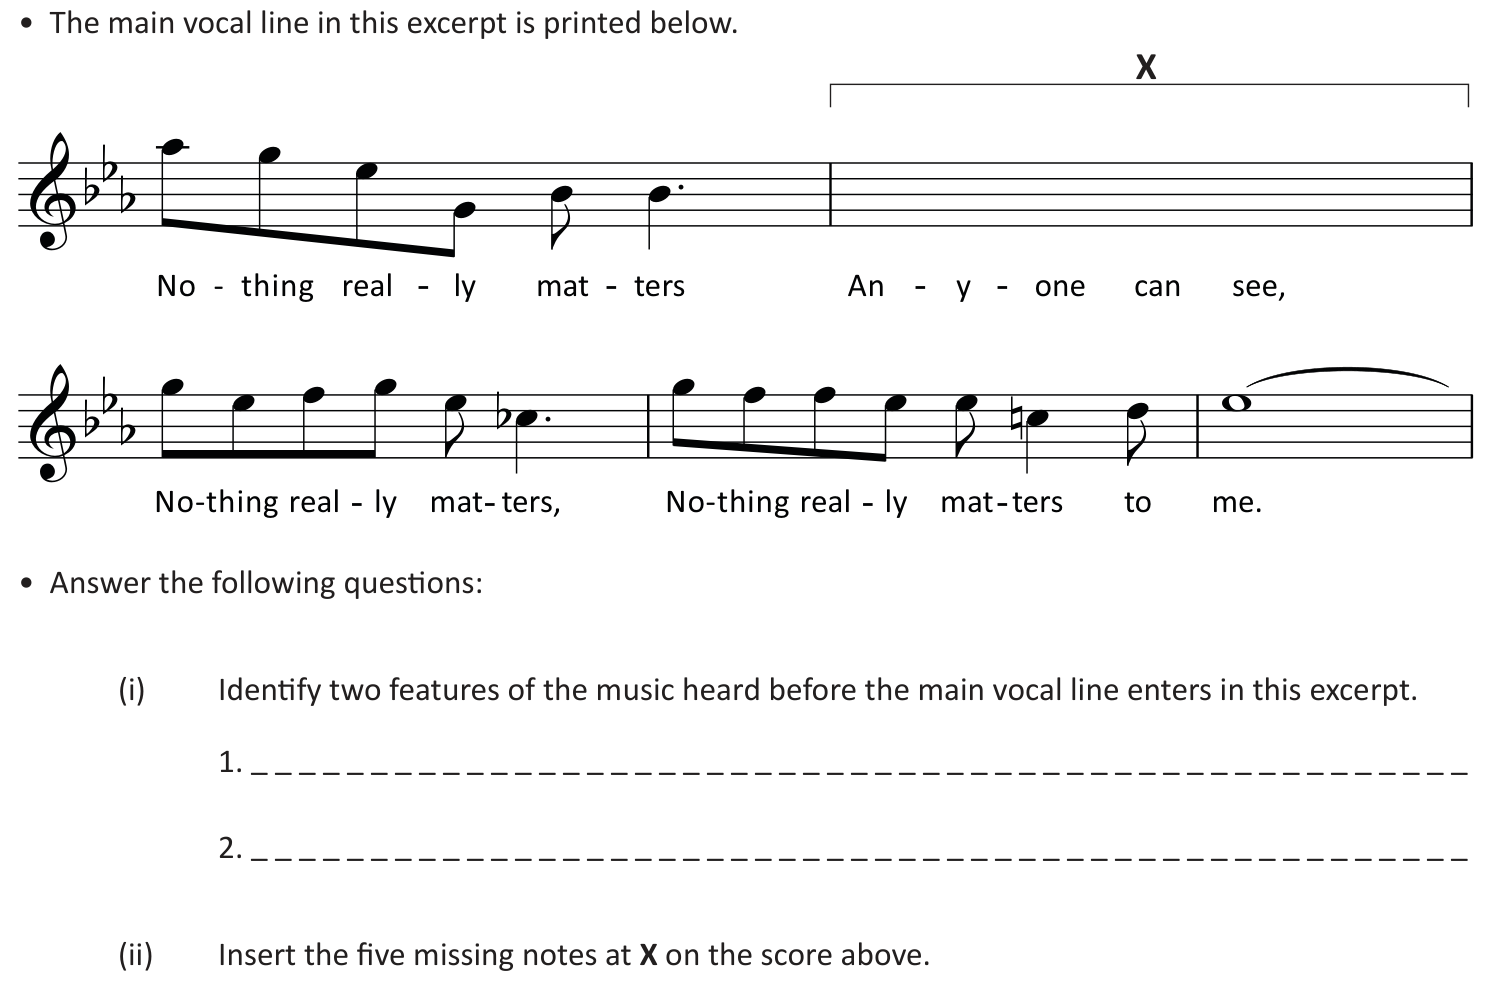 • The main vocal line in this excerpt is printed below.
X
No - thing real - ly mat - ters An - y - one can see,
No-thing real - ly mat- ters, No-thing real - ly mat-ters to me.
• Answer the following questions:
(i) Identify two features of the music heard before the main vocal line enters in this excerpt.
1. _ _ _ _ _ _ _ _ _ _ _ _ _ _ _ _ _ _ _ _ _ _ _ _ _ _ _ _ _ _ _ _ _ _ _ _ _ _ _ _ _ _ _ _ _ _ _ _ _ _ _
2. _ _ _ _ _ _ _ _ _ _ _ _ _ _ _ _ _ _ _ _ _ _ _ _ _ _ _ _ _ _ _ _ _ _ _ _ _ _ _ _ _ _ _ _ _ _ _ _ _ _ _
(ii) Insert the five missing notes at X on the score above.